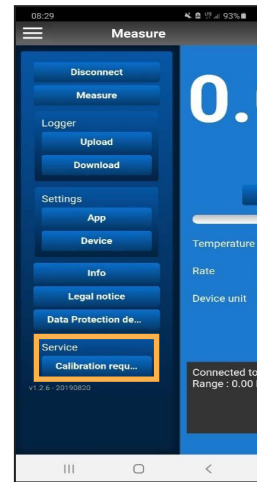 08:29
93%
Measure
Disconnect
Measure
Logger
Upload
Download
Settings
App
Device
Info
Legal notice
Data Protection de...
Service
Calibration requ...
v1.2.6 - 20190820
0.
Temperature
Rate
Device unit
Connected to
Range : 0.00